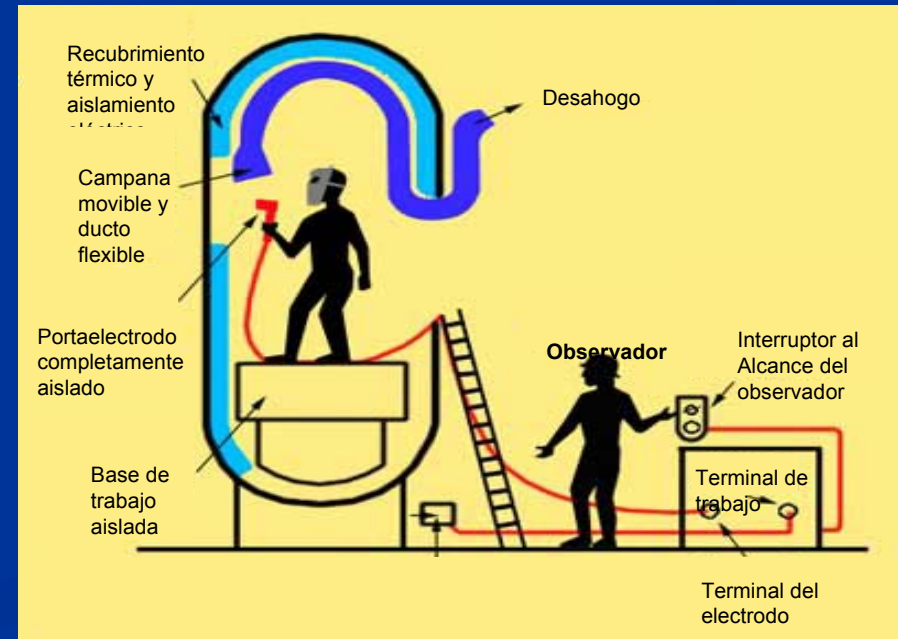 Recubrimiento
térmico y
aislamiento
Desahogo
Campana
movible y
ducto
flexible
Portaelectrodo
completamente
aislado
Observador
Interruptor al
Alcance del
observador
Base de
trabajo
aislada
Terminal de
trabajo
Terminal del
electrodo